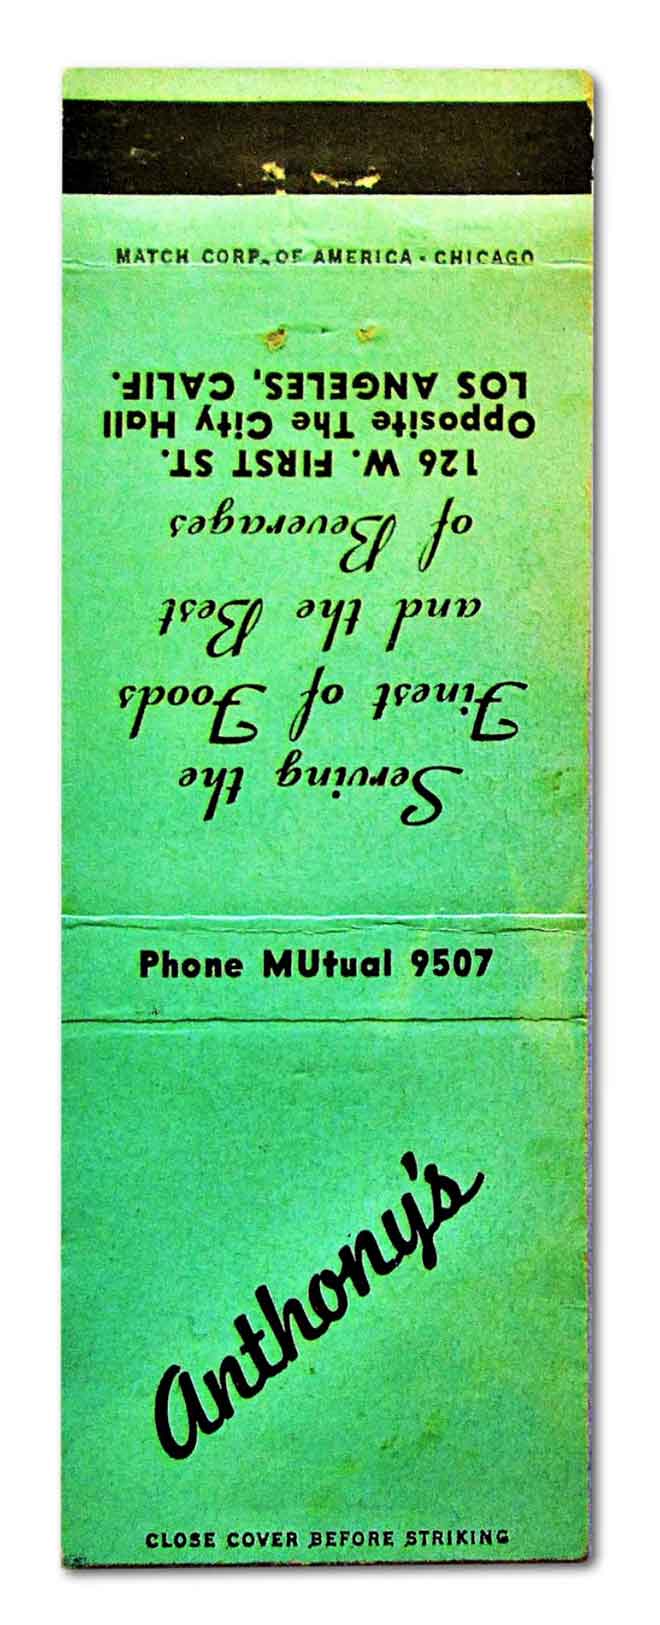 MATCH CORP. OF AMERICA - CHICAGO
Serving the
Finest of Foods
and the Best
of Beverages
126 W. FIRST ST.
Opposite The City Hall
LOS ANGELES, CALIF.
Phone MUtual 9507
Anthony's
CLOSE COVER BEFORE STRIKING